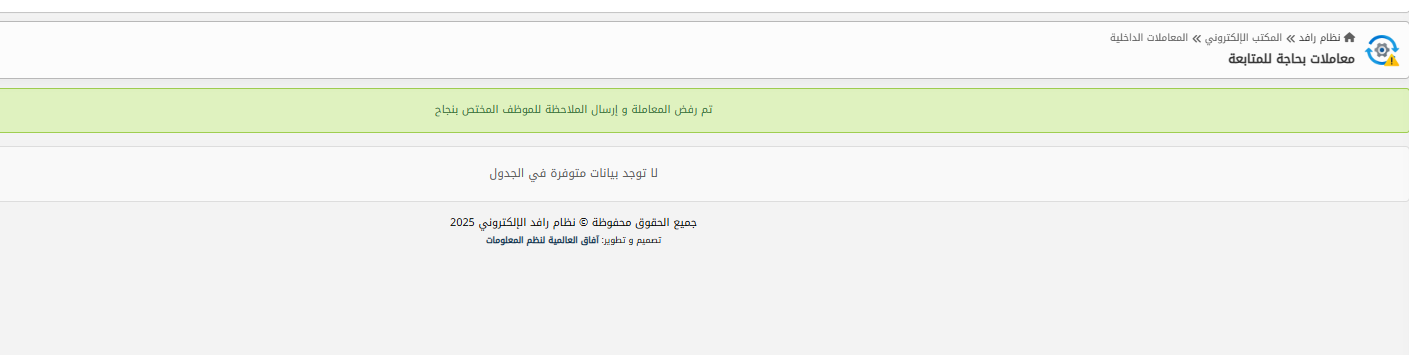 نظام رافد » المكتب الإلكتروني » المعاملات الداخلية
معاملات بحاجة للمتابعة
تم رفض المعاملة و إرسال الملاحظة للموظف المختص بنجاح
لا توجد بيانات متوفرة في الجدول
جميع الحقوق محفوظة © نظام رافد الإلكتروني 2025
تصميم و تطوير: آفاق العالمية لنظم المعلومات